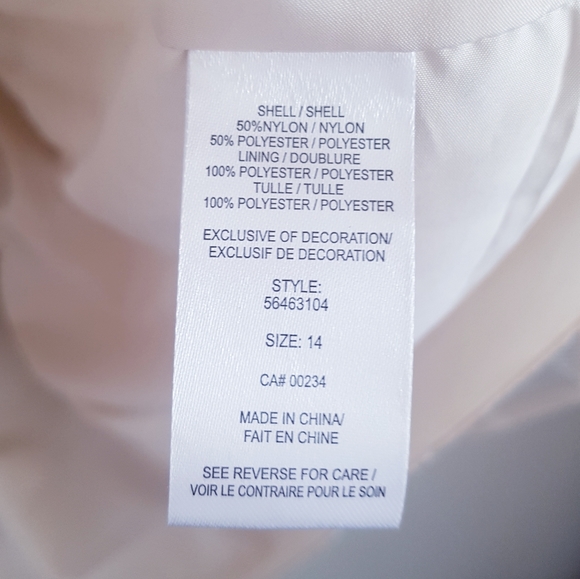 SHELL / SHELL
50%NYLON / NYLON
50% POLYESTER / POLYESTER
LINING / DOUBLURE
100% POLYESTER / POLYESTER
TULLE / TULLE
100% POLYESTER / POLYESTER
EXCLUSIVE OF DECORATION/
EXCLUSIF DE DECORATION
STYLE:
56463104
SIZE: 14
CA# 00234
MADE IN CHINA/
FAIT EN CHINE
SEE REVERSE FOR CARE /
VOIR LE CONTRAIRE POUR LE SOIN